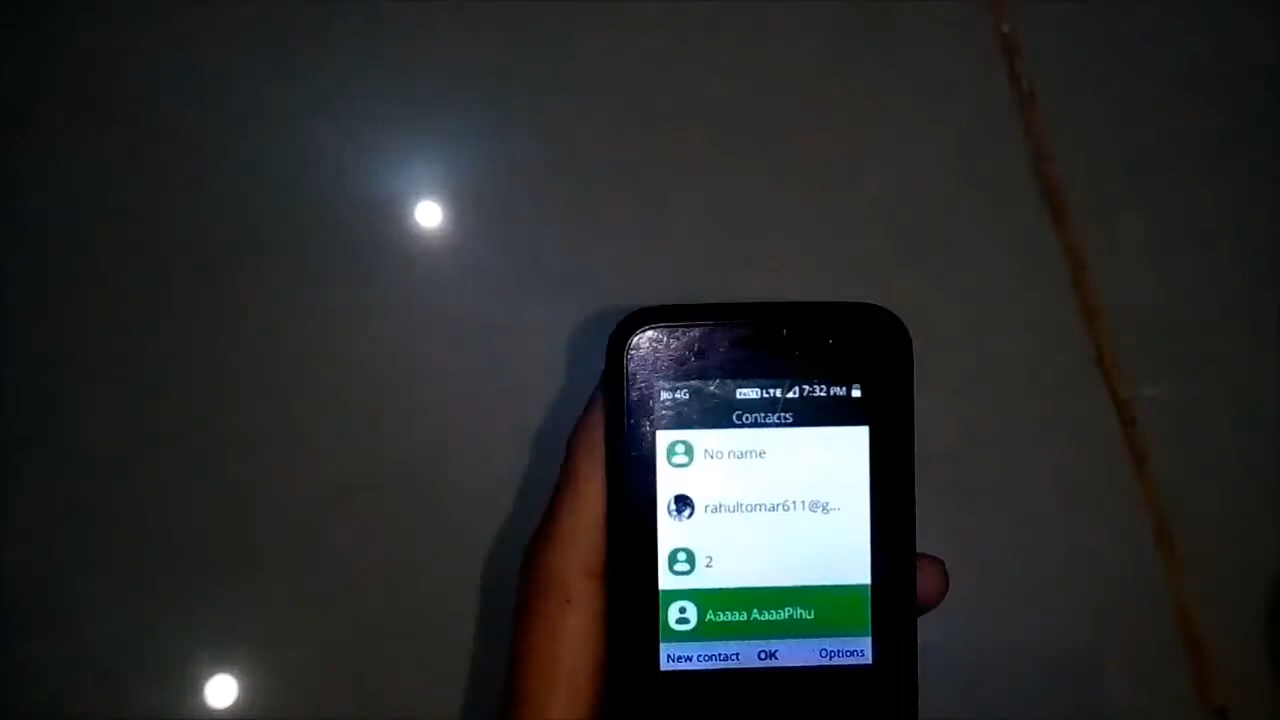 Jio 4G VoLTE LTE 7:32 PM
Contacts
No name
rahultomar611@g...
2
Aaaaa AaaaPihu
New contact OK Options